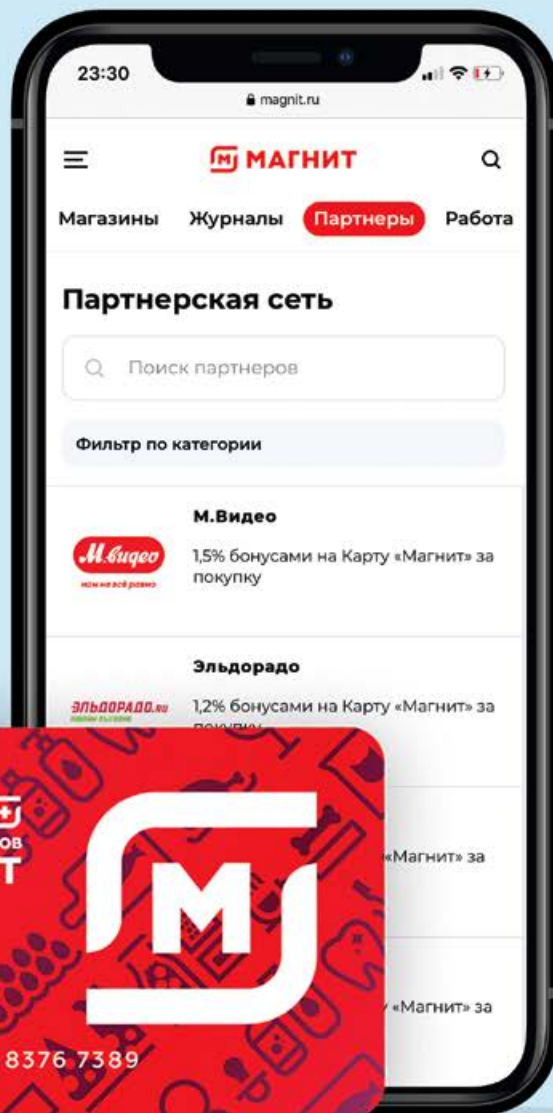 23:30
magnit.ru
МАГНИТ
Магазины Журналы Партнеры Работа
Партнерская сеть
Поиск партнеров
Фильтр по категории
М.Видео
М.видео
нам не всё равно
1,5% бонусами на Карту «Магнит» за
покупку
Эльдорадо
ЭЛЬДОРАДО.RU
1,2% бонусами на Карту «Магнит» за
покупку
«Магнит» за
«Магнит» за
ОВ
Т
М
8376 7389